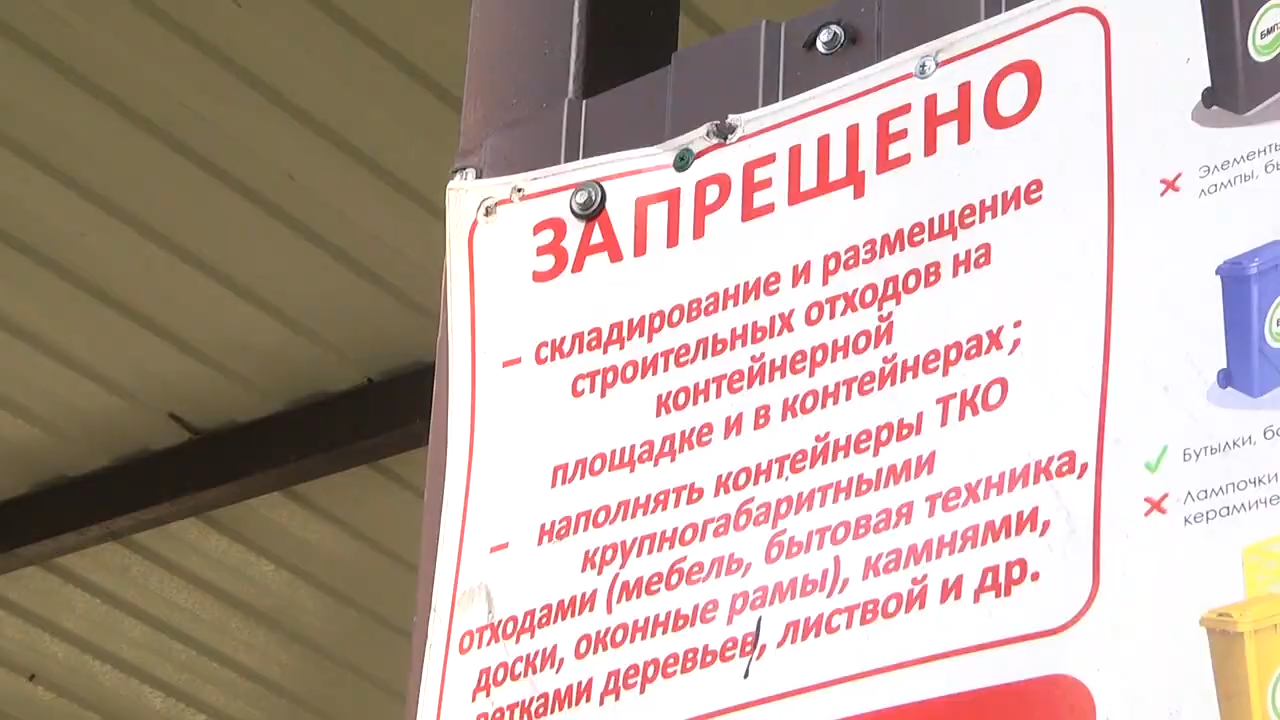 ЗАПРЕЩЕНО
– складирование и размещение
строительных отходов на
контейнерной
площадке и в контейнерах;
– наполнять контейнеры ТКО
крупногабаритными
отходами (мебель, бытовая техника,
доски, оконные рамы), камнями,
ветками деревьев, листвой и др.
Элементы
лампы,
Бутылки,
Лампочки